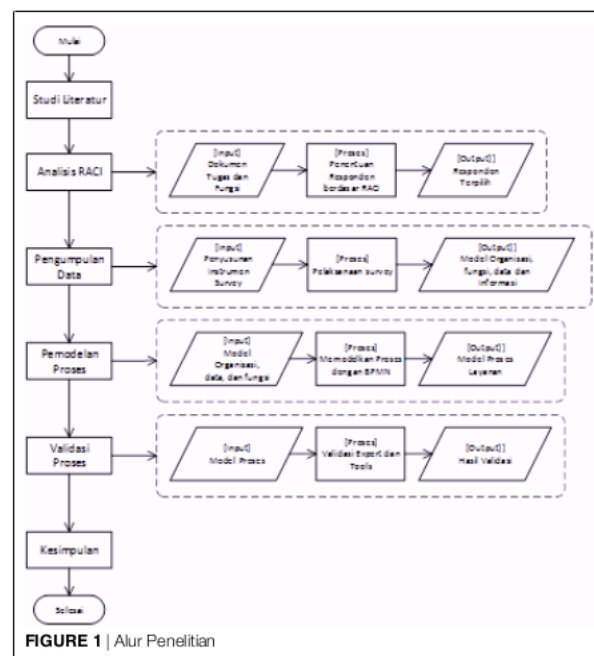 Mulai
Studi Literatur
Analisis RACI
[Input]
Dokumen
Tugas dan
Fungsi
[Proses]
Penentuan
Responden
berdasar RACI
[Output]]
Responden
Terpilih
Pengumpulan
Data
[Input]
Penyusunan
Instrumen
Survey
[Proses]
Pelaksanaan survey
[Output]]
Model Organisasi,
fungsi, data dan
informasi
Pemodelan
Proses
[Input]
Model
Organisasi,
data, dan fungsi
[Proses]
Memodelkan Proses
dengan BPMN
[Output]]
Model Proses
Layanan
Validasi
Proses
[Input]
Model Proses
[Proses]
Validasi Expert dan
Tools
[Output]]
Hasil Validasi
Kesimpulan
Selesai
FIGURE 1 | Alur Penelitian